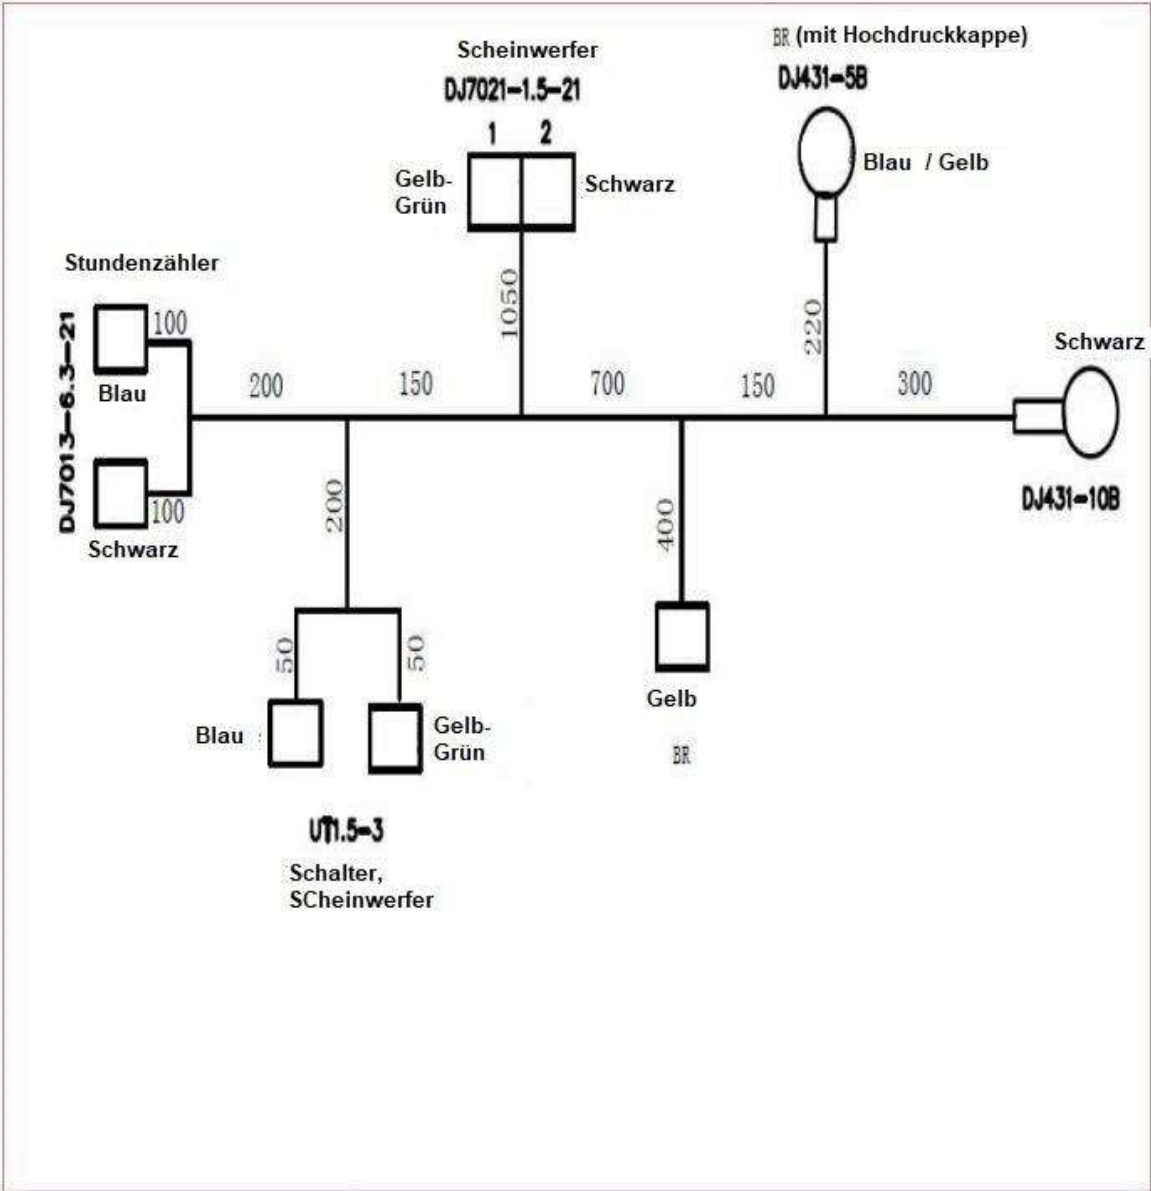 Scheinwerfer
DJ7021-1.5-21
1 2
Gelb-
Grün
Schwarz
BR (mit Hochdruckkappe)
DJ431-5B
Blau / Gelb
Stundenzähler
DJ7013-6.3-21
100
Blau
100
Schwarz
200
150
1050
700
150
220
300
Schwarz
DJ431-10B
200
50
50
Blau :
Gelb-
Grün
UT1.5-3
Schalter,
SCheinwerfer
400
Gelb
BR